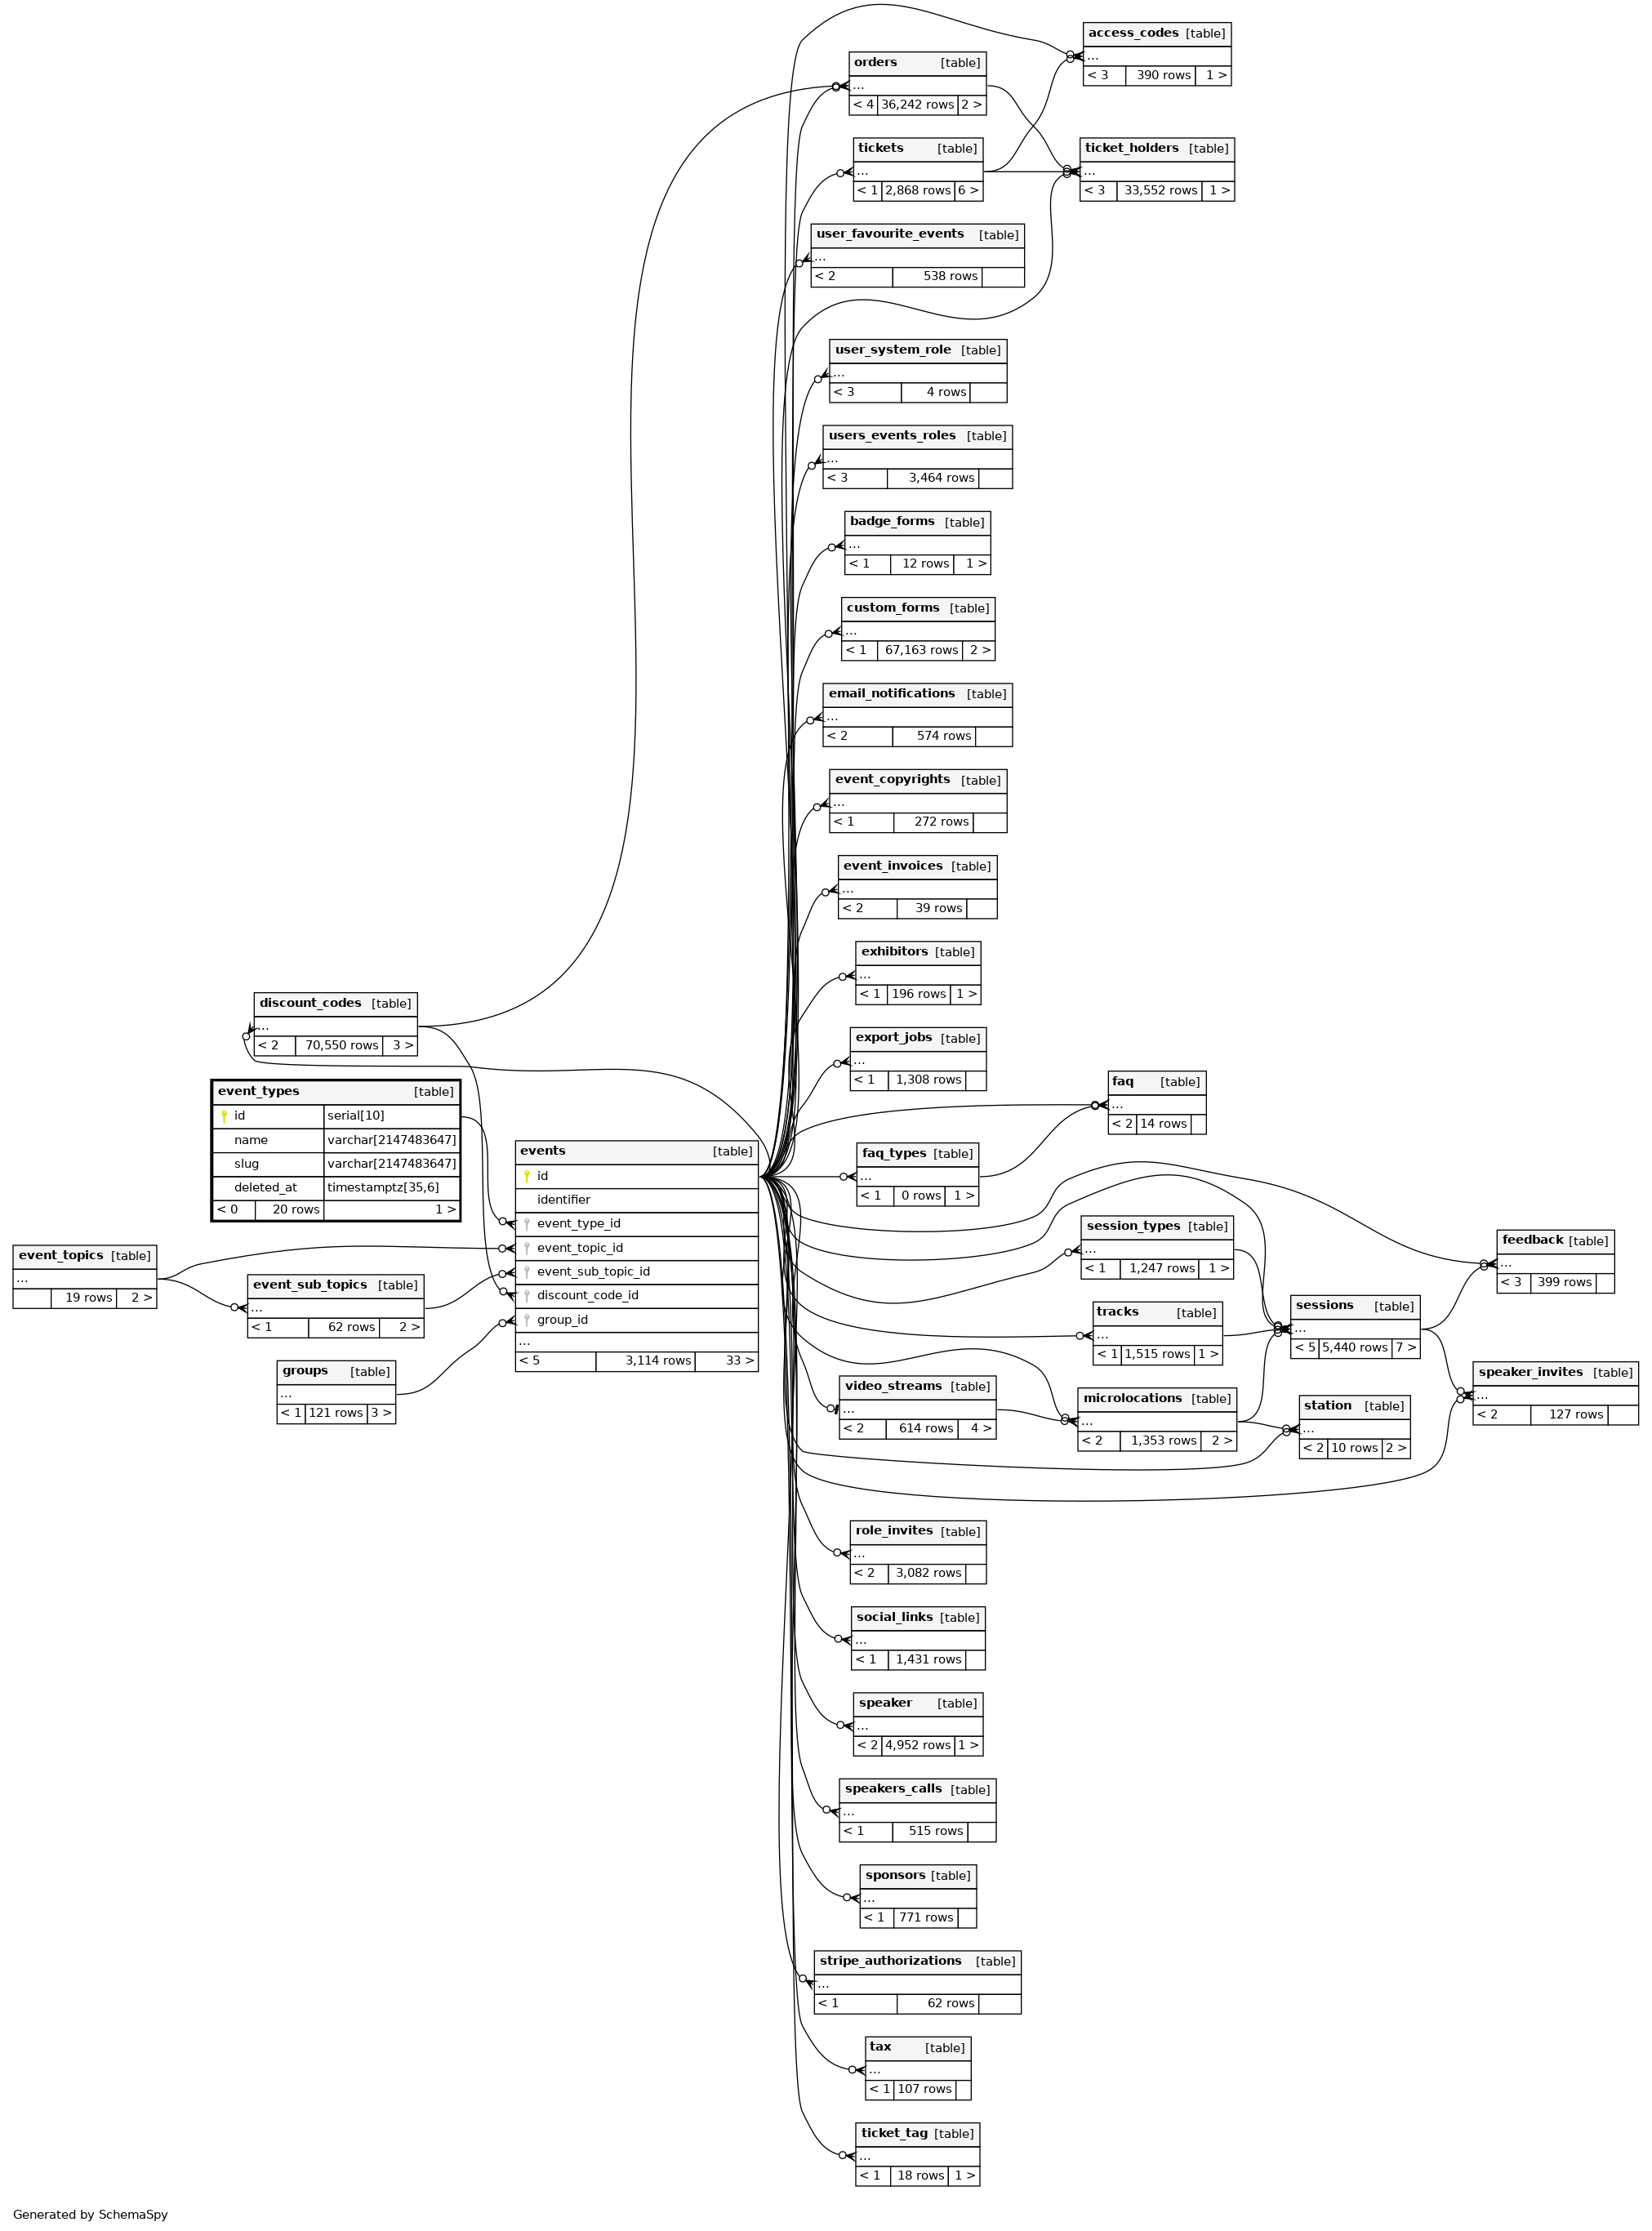 access_codes [table]
...
< 3 390 rows 1 >
orders [table]
...
< 4 36,242 rows 2 >
tickets [table]
...
< 1 2,868 rows 6 >
ticket_holders [table]
...
< 3 33,552 rows 1 >
user_favourite_events [table]
...
< 2 538 rows
user_system_role [table]
...
< 3 4 rows
users_events_roles [table]
...
< 3 3,464 rows
badge_forms [table]
...
< 1 12 rows 1 >
custom_forms [table]
...
< 1 67,163 rows 2 >
email_notifications [table]
...
< 2 574 rows
event_copyrights [table]
...
< 1 272 rows
event_invoices [table]
...
< 2 39 rows
exhibitors [table]
...
< 1 196 rows 1 >
discount_codes [table]
...
< 2 70,550 rows 3 >
export_jobs [table]
...
< 1 1,308 rows
event_types [table]
id serial[10]
name varchar[2147483647]
slug varchar[2147483647]
deleted_at timestamptz[35,6]
< 0 20 rows 1 >
faq [table]
...
< 2 14 rows
events [table]
id
identifier
event_type_id
event_topic_id
event_sub_topic_id
discount_code_id
group_id
...
< 5 3,114 rows 33 >
faq_types [table]
...
< 1 0 rows 1 >
session_types [table]
...
< 1 1,247 rows 1 >
feedback [table]
...
< 3 399 rows
event_topics [table]
...
19 rows 2 >
event_sub_topics [table]
...
< 1 62 rows 2 >
tracks [table]
...
< 1 1,515 rows 1 >
sessions [table]
...
< 5 5,440 rows 7 >
groups [table]
...
< 1 121 rows 3 >
video_streams [table]
...
< 2 614 rows 4 >
microlocations [table]
...
< 2 1,353 rows 2 >
station [table]
...
< 2 10 rows 2 >
speaker_invites [table]
...
< 2 127 rows
role_invites [table]
...
< 2 3,082 rows
social_links [table]
...
< 1 1,431 rows
speaker [table]
...
< 2 4,952 rows 1 >
speakers_calls [table]
...
< 1 515 rows
sponsors [table]
...
< 1 771 rows
stripe_authorizations [table]
...
< 1 62 rows
tax [table]
...
< 1 107 rows
ticket_tag [table]
...
< 1 18 rows 1 >
Generated by SchemaSpy